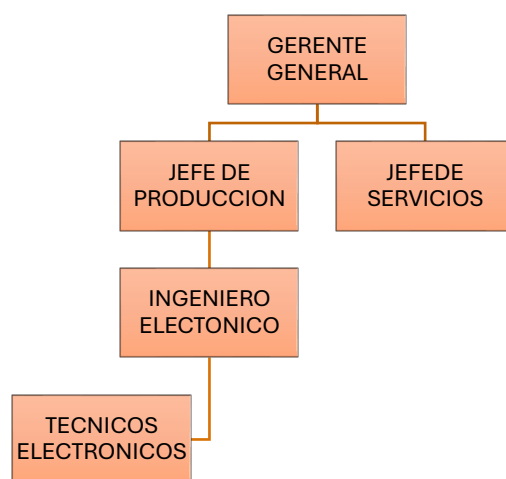 GERENTE
GENERAL
JEFE DE
PRODUCCION
JEFEDE
SERVICIOS
INGENIERO
ELECTONICO
TECNICOS
ELECTRONICOS